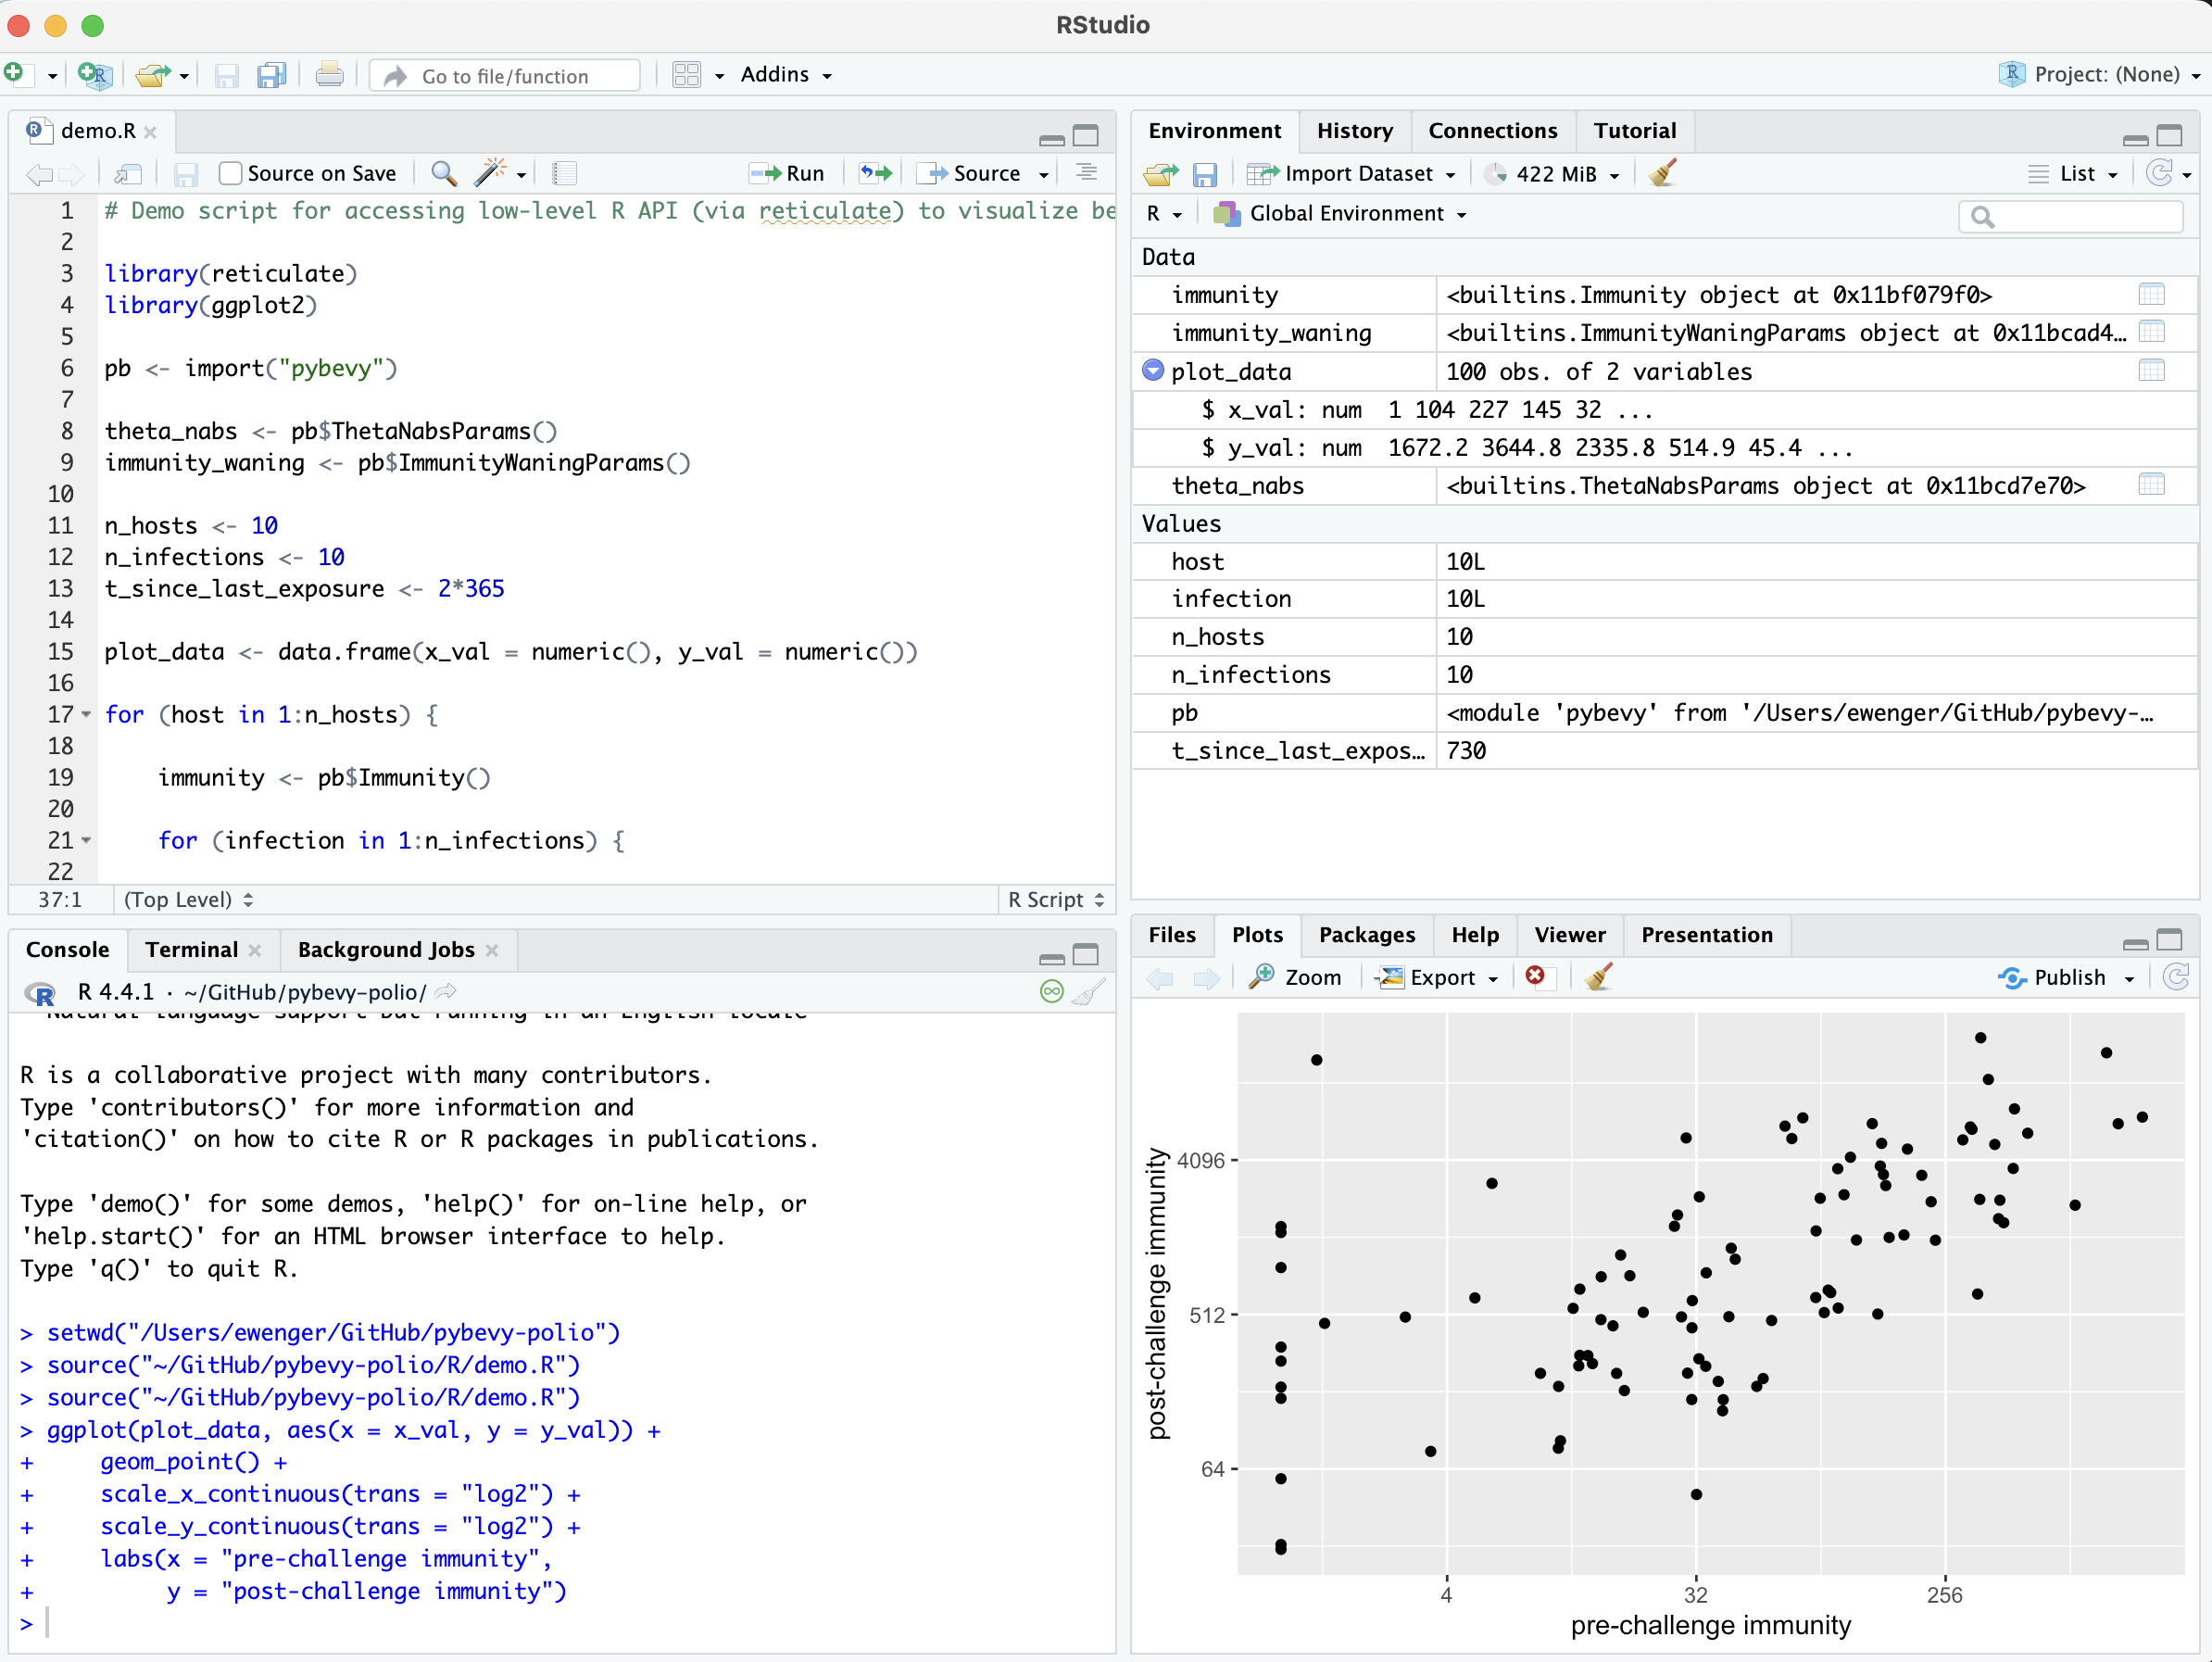 RStudio
Go to file/function
Addins
Project: (None)
demo.R
Source on Save
Run
Source
1 # Demo script for accessing low-level R API (via reticulate) to visualize be
2
3 library(reticulate)
4 library(ggplot2)
5
6 pb <- import("pybevy")
7
8 theta_nabs <- pb$ThetaNabsParams()
9 immunity_waning <- pb$ImmunityWaningParams()
10
11 n_hosts <- 10
12 n_infections <- 10
13 t_since_last_exposure <- 2*365
14
15 plot_data <- data.frame(x_val = numeric(), y_val = numeric())
16
17 for (host in 1:n_hosts) {
18
19 immunity <- pb$Immunity()
20
21 for (infection in 1:n_infections) {
22
37:1 (Top Level) R Script
Console Terminal Background Jobs
R 4.4.1 · ~/GitHub/pybevy-polio/
Natural language support but running in an English locale

R is a collaborative project with many contributors.
Type 'contributors()' for more information and
'citation()' on how to cite R or R packages in publications.

Type 'demo()' for some demos, 'help()' for on-line help, or
'help.start()' for an HTML browser interface to help.
Type 'q()' to quit R.

> setwd("/Users/ewenger/GitHub/pybevy-polio")
> source("~/GitHub/pybevy-polio/R/demo.R")
> source("~/GitHub/pybevy-polio/R/demo.R")
> ggplot(plot_data, aes(x = x_val, y = y_val)) +
+ geom_point() +
+ scale_x_continuous(trans = "log2") +
+ scale_y_continuous(trans = "log2") +
+ labs(x = "pre-challenge immunity",
+ y = "post-challenge immunity")
>
Environment History Connections Tutorial
Import Dataset 422 MiB List
R Global Environment
Data
immunity <builtins.Immunity object at 0x11bf079f0>
immunity_waning <builtins.ImmunityWaningParams object at 0x11bcad4…
plot_data 100 obs. of 2 variables
$ x_val: num 1 104 227 145 32 ...
$ y_val: num 1672.2 3644.8 2335.8 514.9 45.4 ...
theta_nabs <builtins.ThetaNabsParams object at 0x11bcd7e70>
Values
host 10L
infection 10L
n_hosts 10
n_infections 10
pb <module 'pybevy' from '/Users/ewenger/GitHub/pybevy-…
t_since_last_expos… 730
Files Plots Packages Help Viewer Presentation
Zoom Export Publish
post-challenge immunity
4096
512
64
4 32 256
pre-challenge immunity